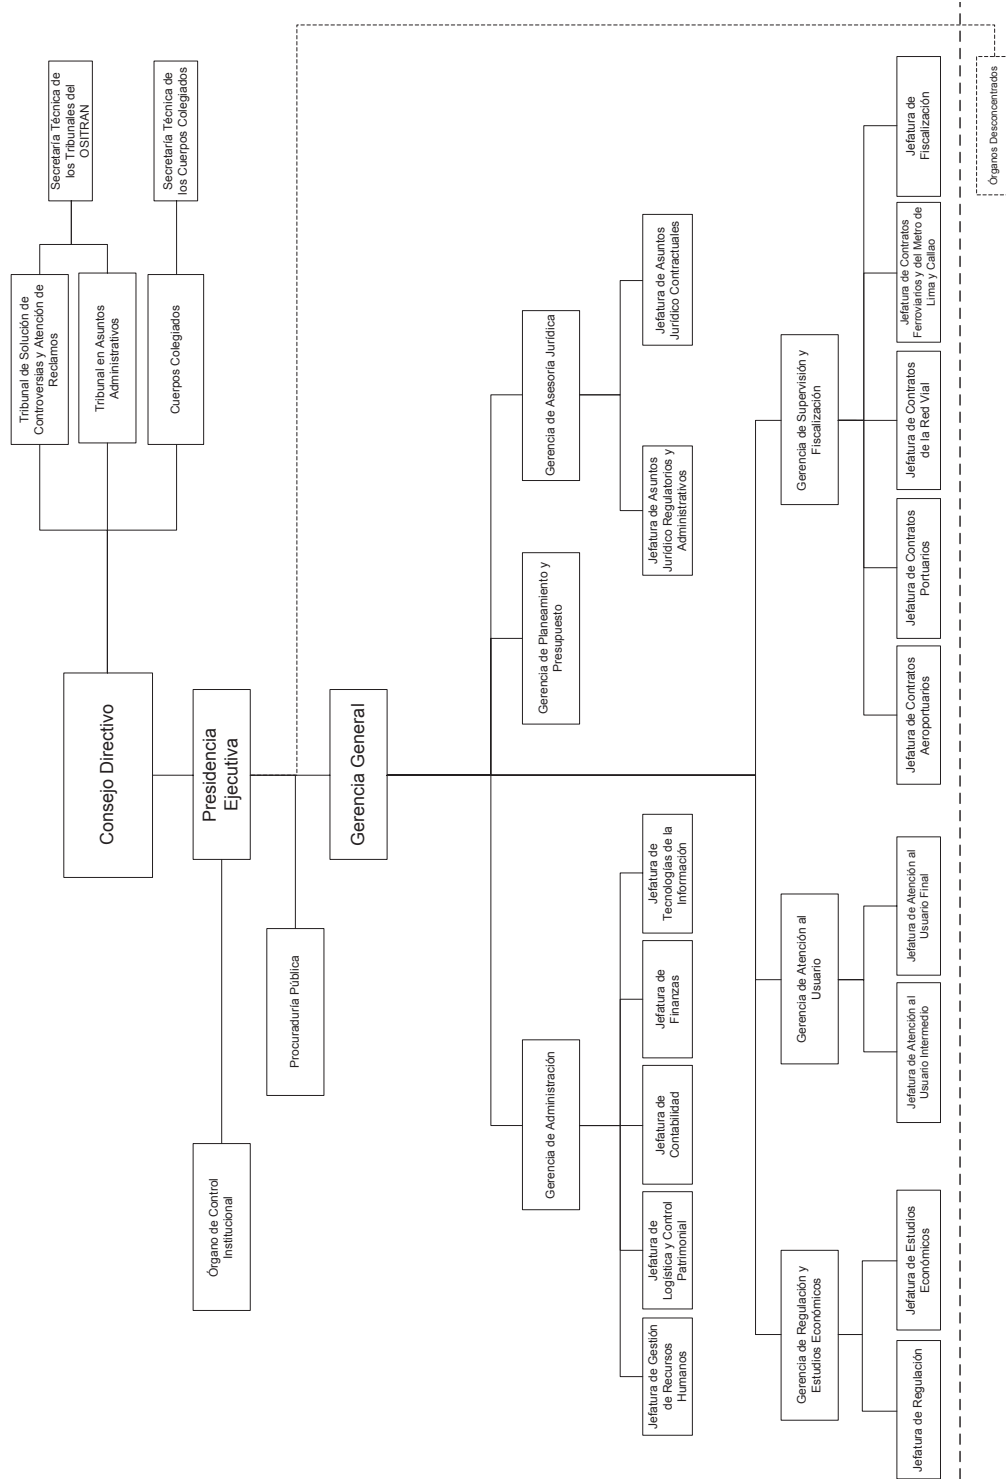 Consejo Directivo
Tribunal de Solución de
Controversias y Atención de
Reclamos
Tribunal en Asuntos
Administrativos
Cuerpos Colegiados
Secretaría Técnica de
los Tribunales del
OSITRAN
Secretaría Técnica de
los Cuerpos Colegiados
Presidencia
Ejecutiva
Órgano de Control
Institucional
Procuraduría Pública
Gerencia General
Gerencia de Administración
Gerencia de Planeamiento y
Presupuesto
Gerencia de Asesoría Jurídica
Jefatura de Gestión
de Recursos
Humanos
Jefatura de
Logística y Control
Patrimonial
Jefatura de
Contabilidad
Jefatura de
Finanzas
Jefatura de
Tecnologías de la
Información
Jefatura de Asuntos
Jurídico Regulatorios y
Administrativos
Jefatura de Asuntos
Jurídico Contractuales
Gerencia de Regulación y
Estudios Económicos
Gerencia de Atención al
Usuario
Gerencia de Supervisión y
Fiscalización
Jefatura de Regulación
Jefatura de Estudios
Económicos
Jefatura de Atención al
Usuario Intermedio
Jefatura de Atención al
Usuario Final
Jefatura de Contratos
Aeroportuarios
Jefatura de Contratos
Portuarios
Jefatura de Contratos
de la Red Vial
Jefatura de Contratos
Ferroviarios y del Metro de
Lima y Callao
Jefatura de
Fiscalización
Órganos Desconcentrados